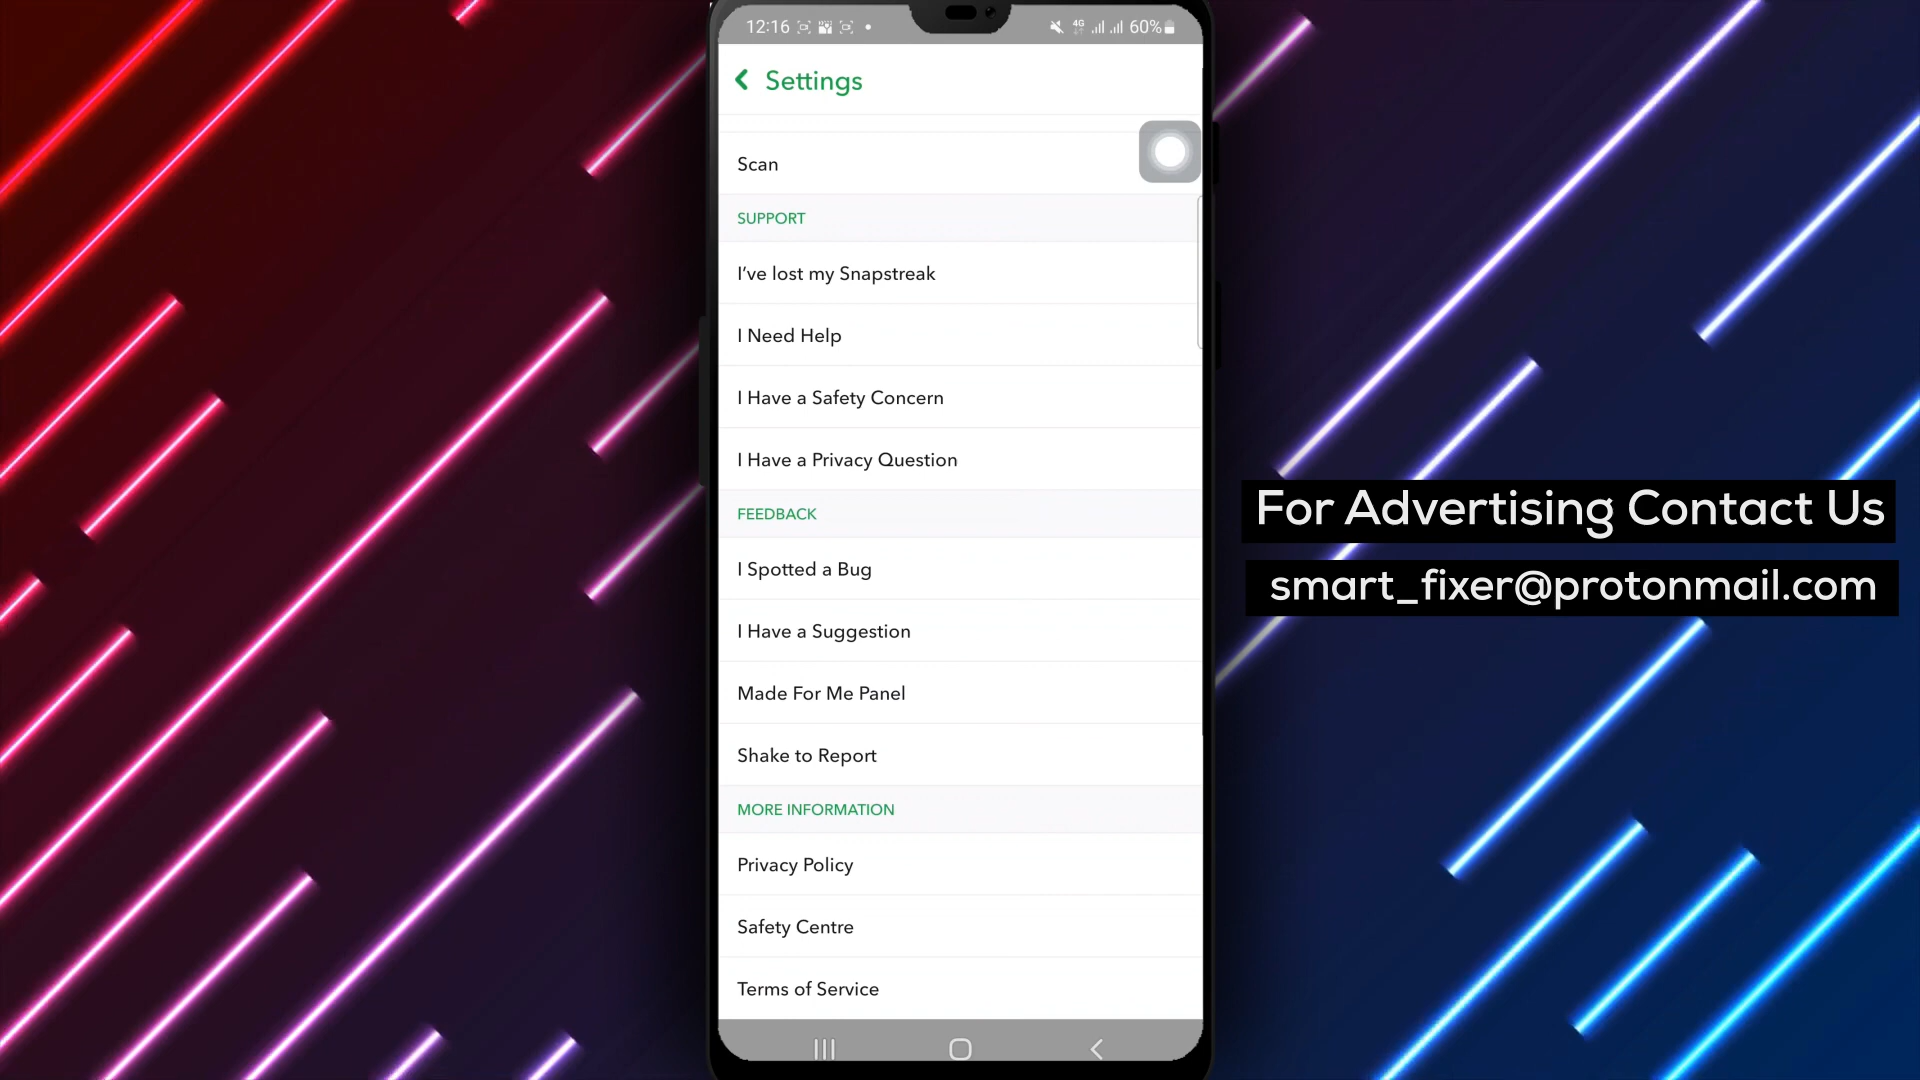 12:16
4G
60%
Settings
Scan
SUPPORT
I've lost my Snapstreak
I Need Help
I Have a Safety Concern
I Have a Privacy Question
FEEDBACK
I Spotted a Bug
I Have a Suggestion
Made For Me Panel
Shake to Report
MORE INFORMATION
Privacy Policy
Safety Centre
Terms of Service
For Advertising Contact Us
smart_fixer@protonmail.com